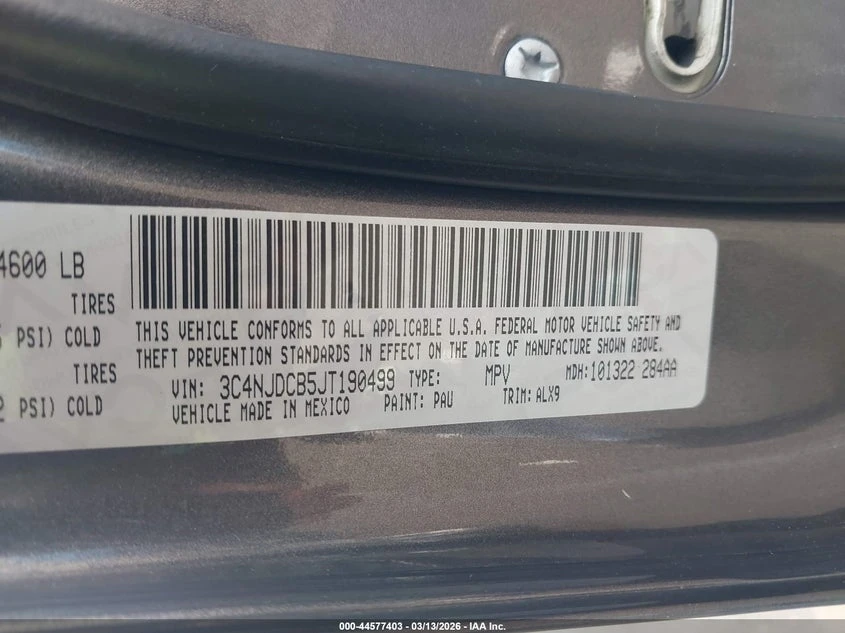 4600 LB
TIRES
PSI) COLD
TIRES
PSI) COLD
THIS VEHICLE CONFORMS TO ALL APPLICABLE U.S.A. FEDERAL MOTOR VEHICLE SAFETY AND
THEFT PREVENTION STANDARDS IN EFFECT ON THE DATE OF MANUFACTURE SHOWN ABOVE.
VIN: 3C4NJDCB5JT190499 TYPE: MPV MDH:101322 284AA
VEHICLE MADE IN MEXICO PAINT: PAU TRIM: ALX9
000-44577403 | 03/13/2026 - IAA Inc.